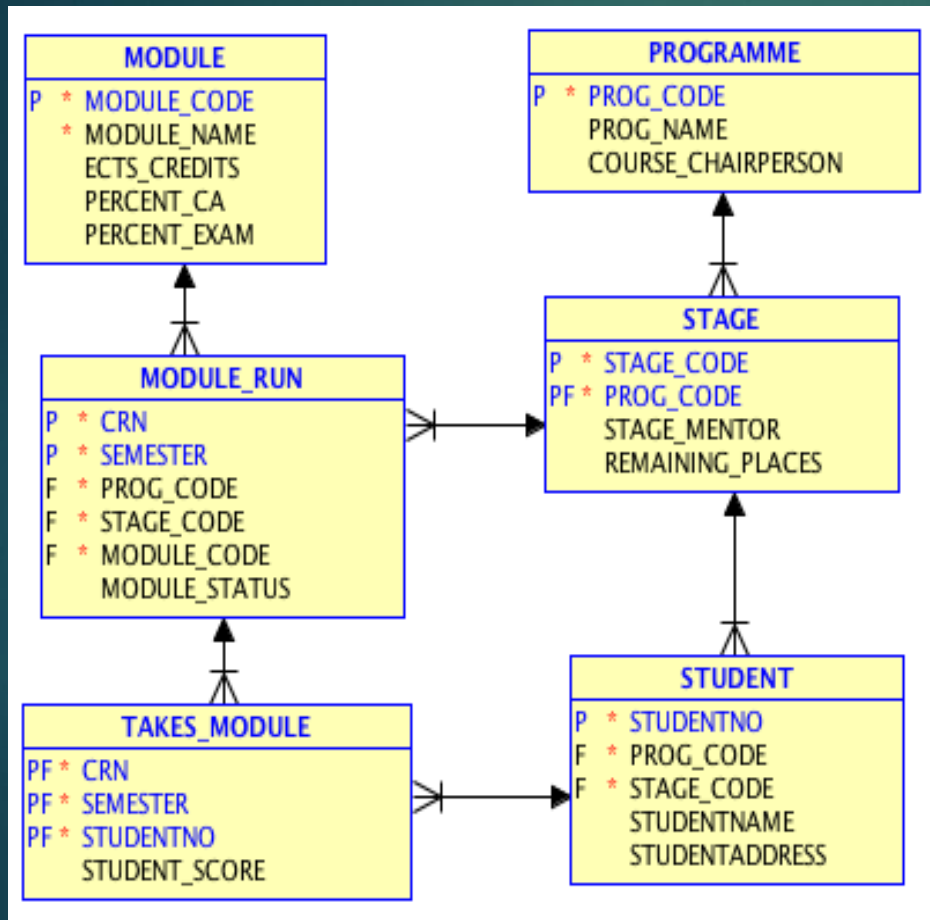 MODULE
P * MODULE_CODE
* MODULE_NAME
ECTS_CREDITS
PERCENT_CA
PERCENT_EXAM
PROGRAMME
P * PROG_CODE
PROG_NAME
COURSE_CHAIRPERSON
MODULE_RUN
P * CRN
P * SEMESTER
F * PROG_CODE
F * STAGE_CODE
F * MODULE_CODE
MODULE_STATUS
STAGE
P * STAGE_CODE
PF * PROG_CODE
STAGE_MENTOR
REMAINING_PLACES
TAKES_MODULE
PF * CRN
PF * SEMESTER
PF * STUDENTNO
STUDENT_SCORE
STUDENT
P * STUDENTNO
F * PROG_CODE
F * STAGE_CODE
STUDENTNAME
STUDENTADDRESS